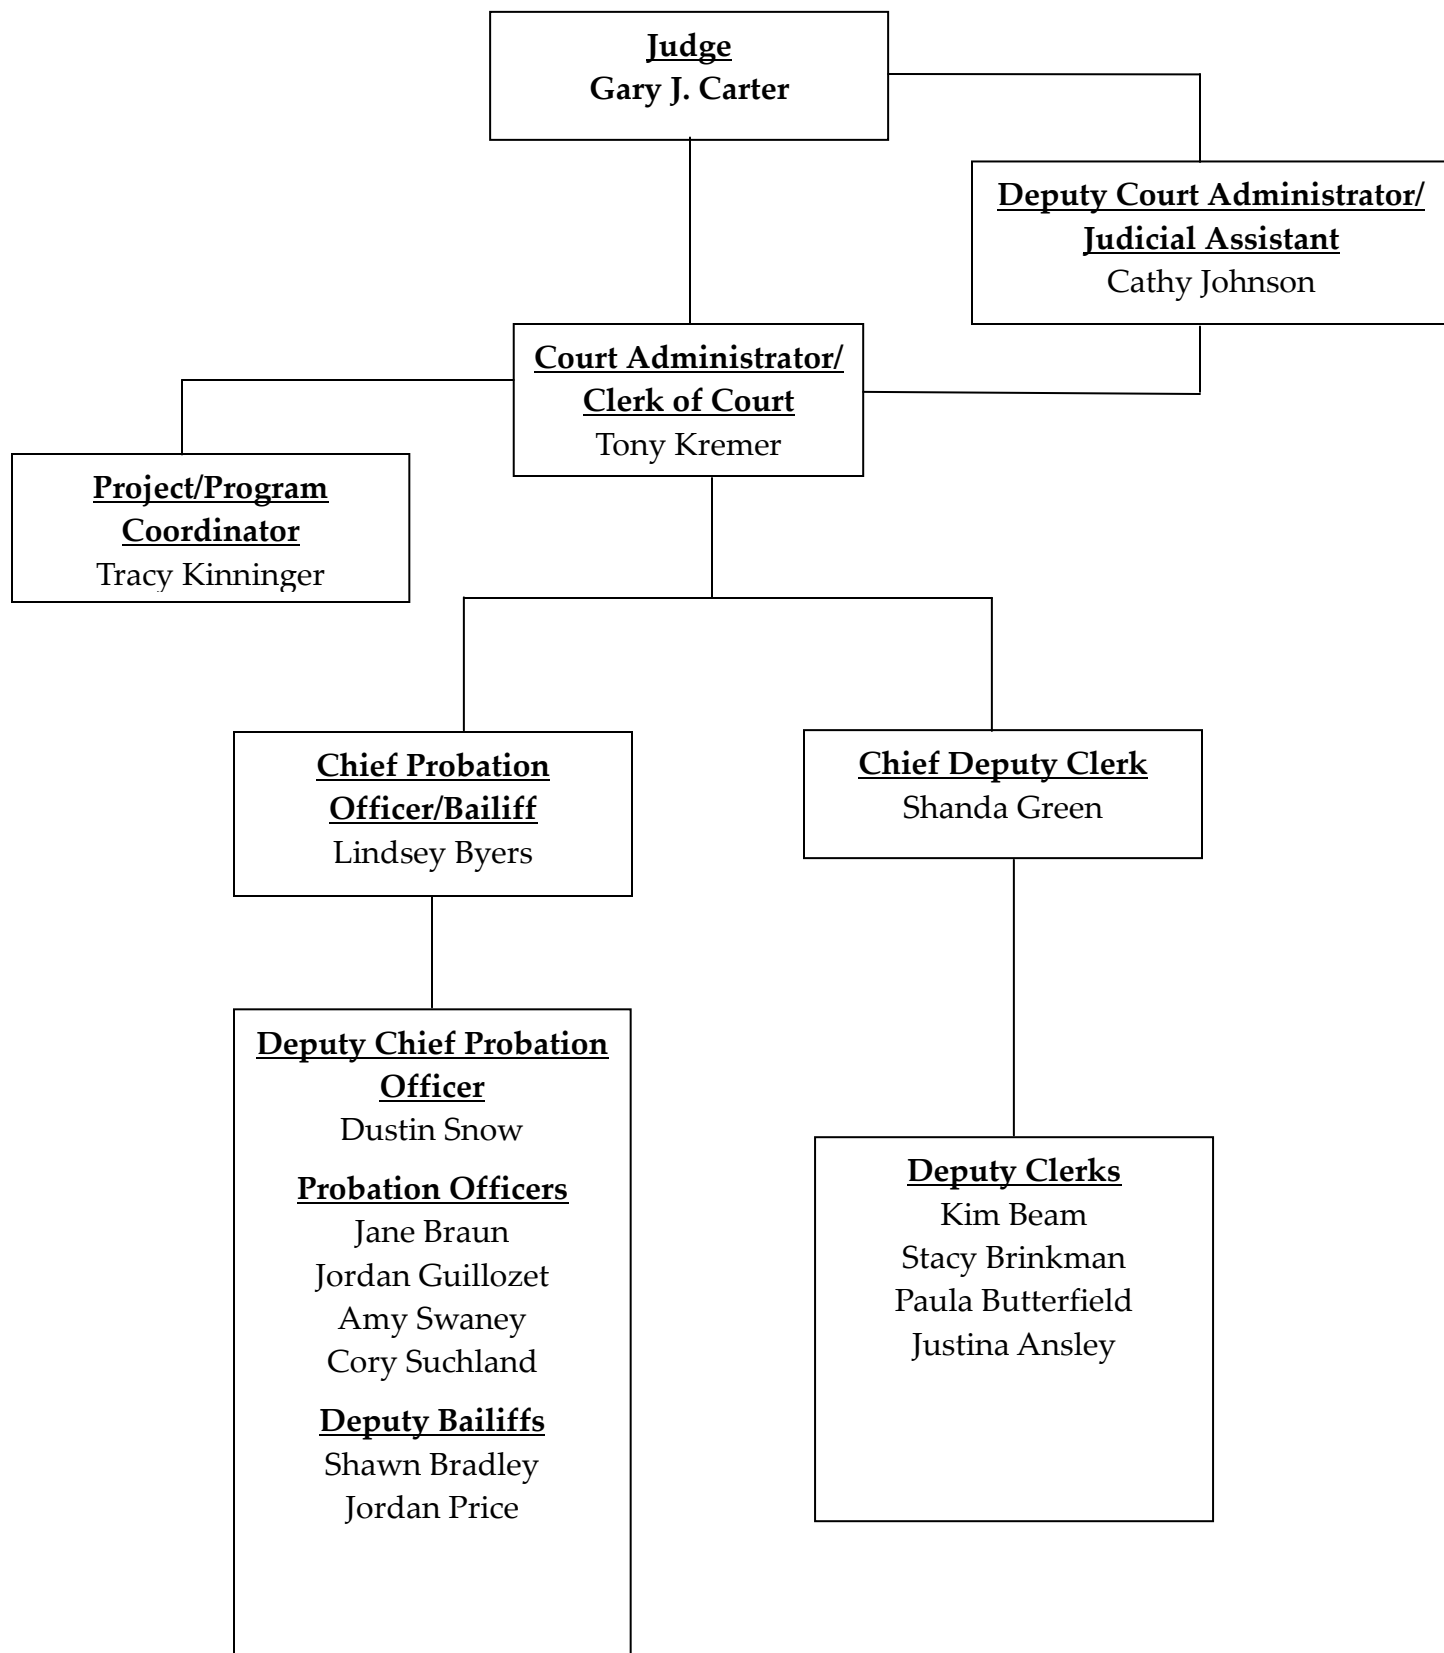 Judge
Gary J. Carter
Deputy Court Administrator/
Judicial Assistant
Cathy Johnson
Court Administrator/
Clerk of Court
Tony Kremer
Project/Program
Coordinator
Tracy Kinninger
Chief Probation
Officer/Bailiff
Lindsey Byers
Chief Deputy Clerk
Shanda Green
Deputy Chief Probation
Officer
Dustin Snow
Probation Officers
Jane Braun
Jordan Guillozet
Amy Swaney
Cory Suchland
Deputy Bailiffs
Shawn Bradley
Jordan Price
Deputy Clerks
Kim Beam
Stacy Brinkman
Paula Butterfield
Justina Ansley